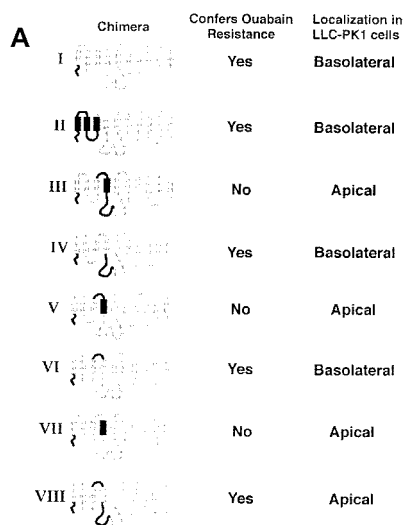 A
Chimera
Confers Ouabain Resistance
Localization in LLC-PK1 cells
I Yes Basolateral
II Yes Basolateral
III No Apical
IV Yes Basolateral
V No Apical
VI Yes Basolateral
VII No Apical
VIII Yes Apical